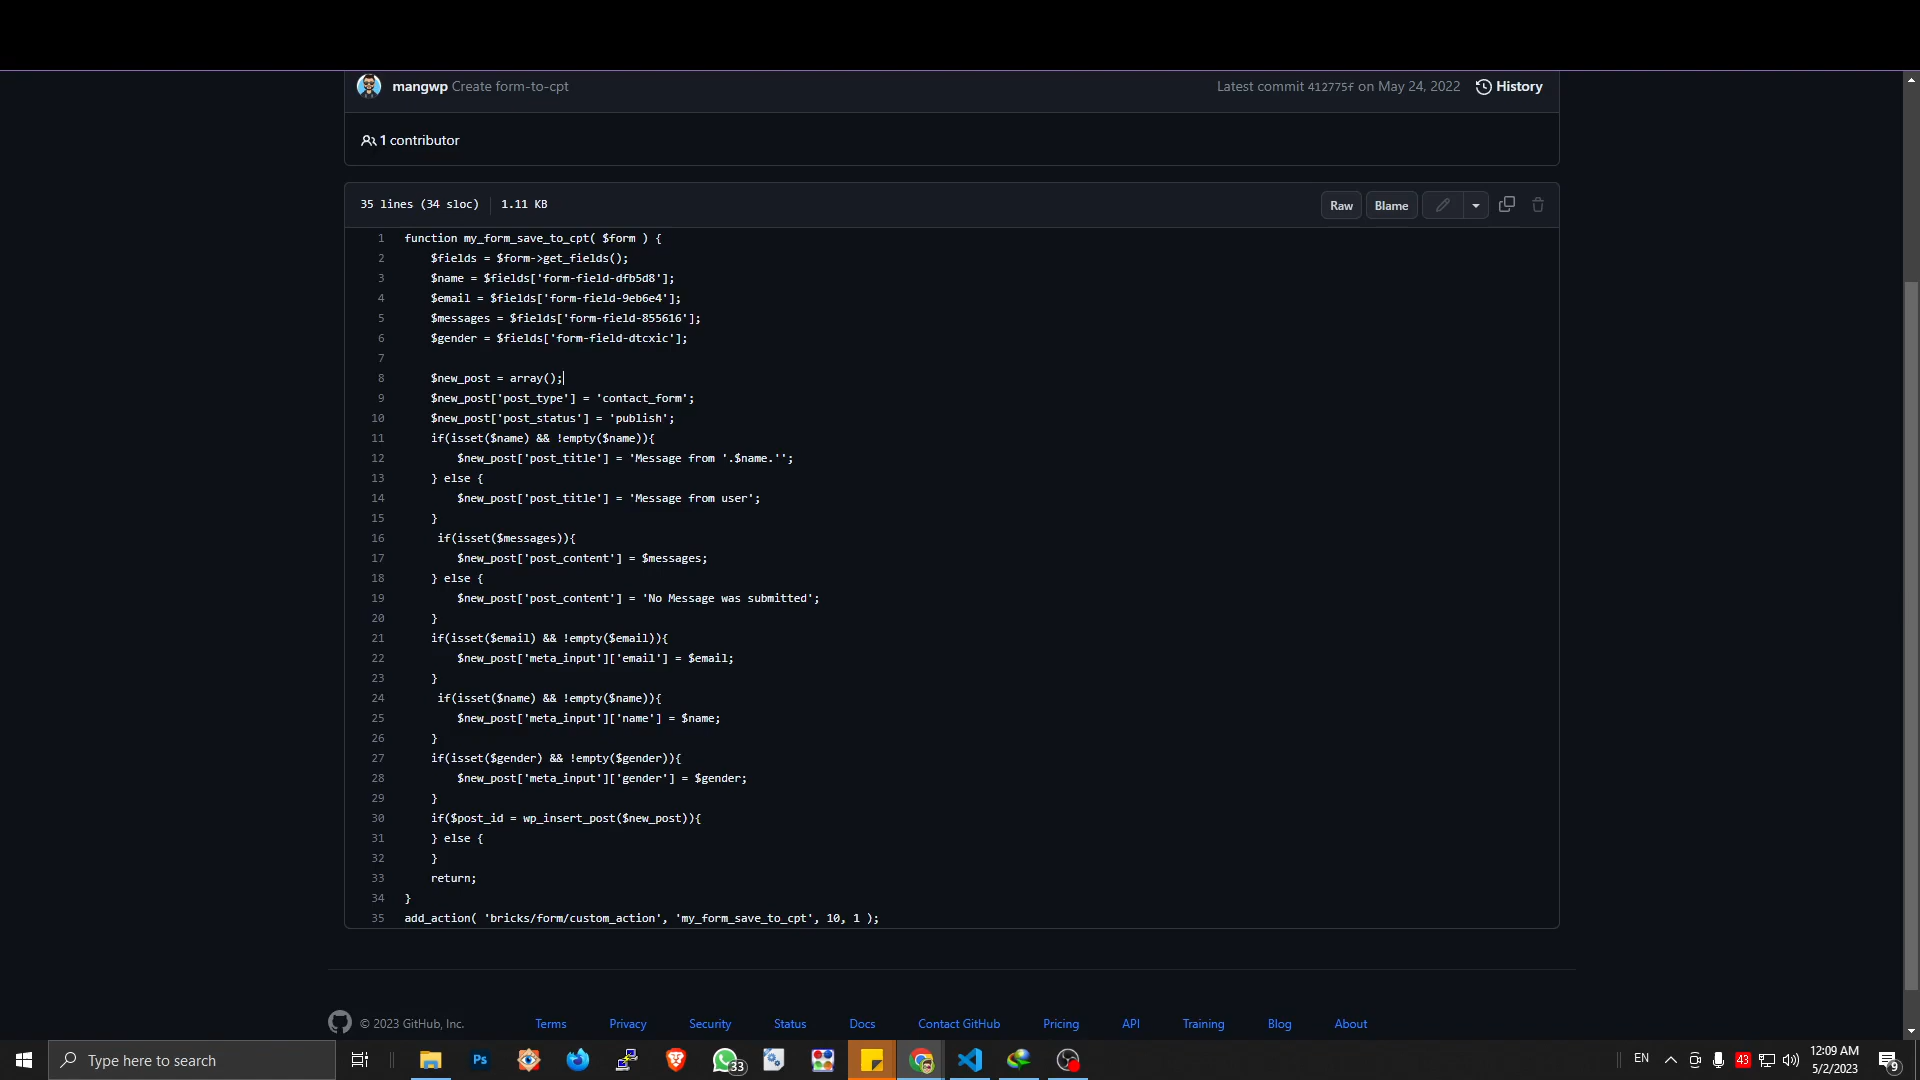 mangwp Create form-to-cpt
Latest commit 412775f on May 24, 2022 History
1 contributor
35 lines (34 sloc) 1.11 KB
Raw Blame
1 function my_form_save_to_cpt( $form ) {
2 $fields = $form->get_fields();
3 $name = $fields['form-field-dfb5d8'];
4 $email = $fields['form-field-9eb6e4'];
5 $messages = $fields['form-field-855616'];
6 $gender = $fields['form-field-dtcxic'];
7
8 $new_post = array();
9 $new_post['post_type'] = 'contact_form';
10 $new_post['post_status'] = 'publish';
11 if(isset($name) && !empty($name)){
12 $new_post['post_title'] = 'Message from '.$name.'';
13 } else {
14 $new_post['post_title'] = 'Message from user';
15 }
16 if(isset($messages)){
17 $new_post['post_content'] = $messages;
18 } else {
19 $new_post['post_content'] = 'No Message was submitted';
20 }
21 if(isset($email) && !empty($email)){
22 $new_post['meta_input']['email'] = $email;
23 }
24 if(isset($name) && !empty($name)){
25 $new_post['meta_input']['name'] = $name;
26 }
27 if(isset($gender) && !empty($gender)){
28 $new_post['meta_input']['gender'] = $gender;
29 }
30 if($post_id = wp_insert_post($new_post)){
31 } else {
32 }
33 return;
34 }
35 add_action( 'bricks/form/custom_action', 'my_form_save_to_cpt', 10, 1 );
© 2023 GitHub, Inc. Terms Privacy Security Status Docs Contact GitHub Pricing API Training Blog About
Type here to search
Ps
33
EN
43
12:09 AM
5/2/2023
9